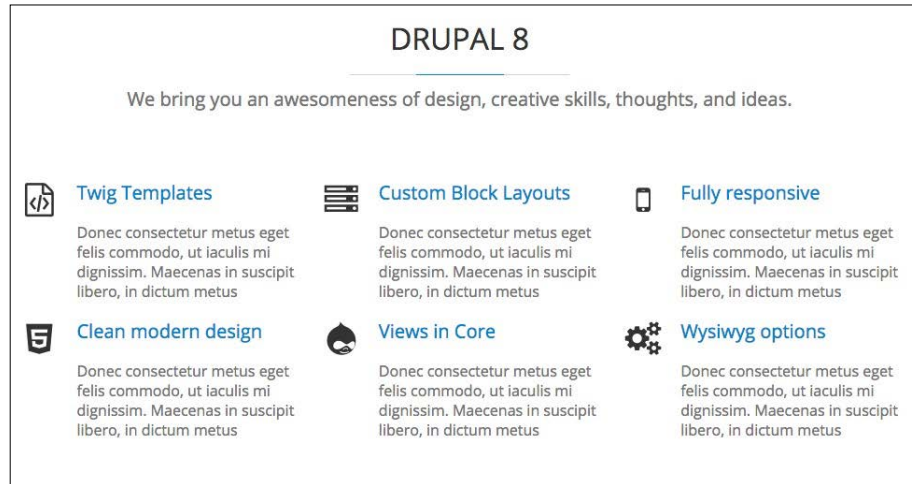 DRUPAL 8
We bring you an awesomeness of design, creative skills, thoughts, and ideas.
Twig Templates
Donec consectetur metus eget
felis commodo, ut iaculis mi
dignissim. Maecenas in suscipit
libero, in dictum metus
Custom Block Layouts
Donec consectetur metus eget
felis commodo, ut iaculis mi
dignissim. Maecenas in suscipit
libero, in dictum metus
Fully responsive
Donec consectetur metus eget
felis commodo, ut iaculis mi
dignissim. Maecenas in suscipit
libero, in dictum metus
Clean modern design
Donec consectetur metus eget
felis commodo, ut iaculis mi
dignissim. Maecenas in suscipit
libero, in dictum metus
Views in Core
Donec consectetur metus eget
felis commodo, ut iaculis mi
dignissim. Maecenas in suscipit
libero, in dictum metus
Wysiwyg options
Donec consectetur metus eget
felis commodo, ut iaculis mi
dignissim. Maecenas in suscipit
libero, in dictum metus